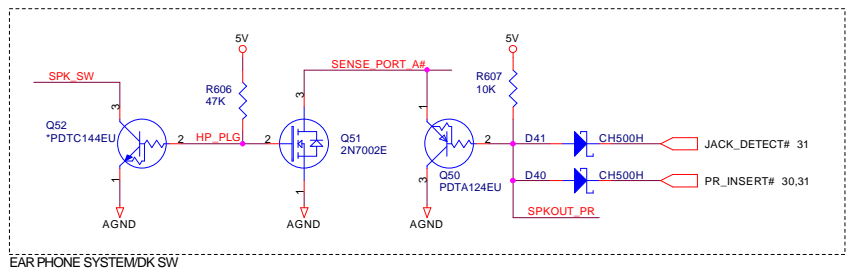 5V
5V
SPK_SW
SENSE_PORT_A#
R606
47K
R607
10K
3
3
1
Q52
*PDTC144EU
2
HP_PLG
2
Q51
2N7002E
2
D41
CH500H
JACK_DETECT# 31
1
1
3
Q50
PDTA124EU
D40
CH500H
PR_INSERT# 30,31
SPKOUT_PR
AGND
AGND
AGND
EAR PHONE SYSTEM/DK SW